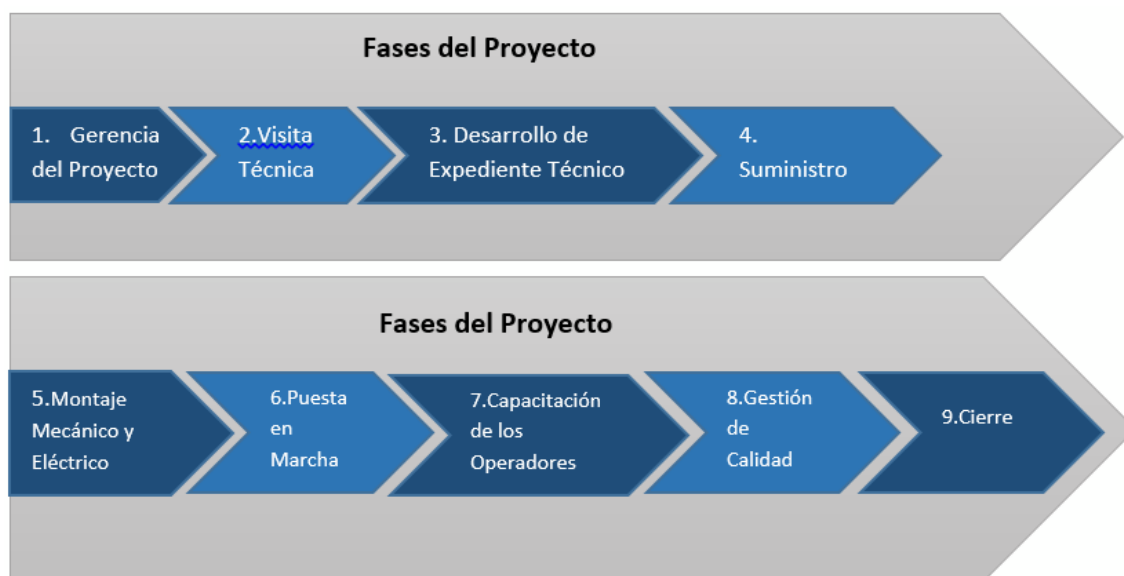 Fases del Proyecto
1. Gerencia
del Proyecto
2.Visita
Técnica
3. Desarrollo de
Expediente Técnico
4.
Suministro
Fases del Proyecto
5.Montaje
Mecánico y
Eléctrico
6.Puesta
en
Marcha
7.Capacitación
de los
Operadores
8.Gestión
de
Calidad
9.Cierre